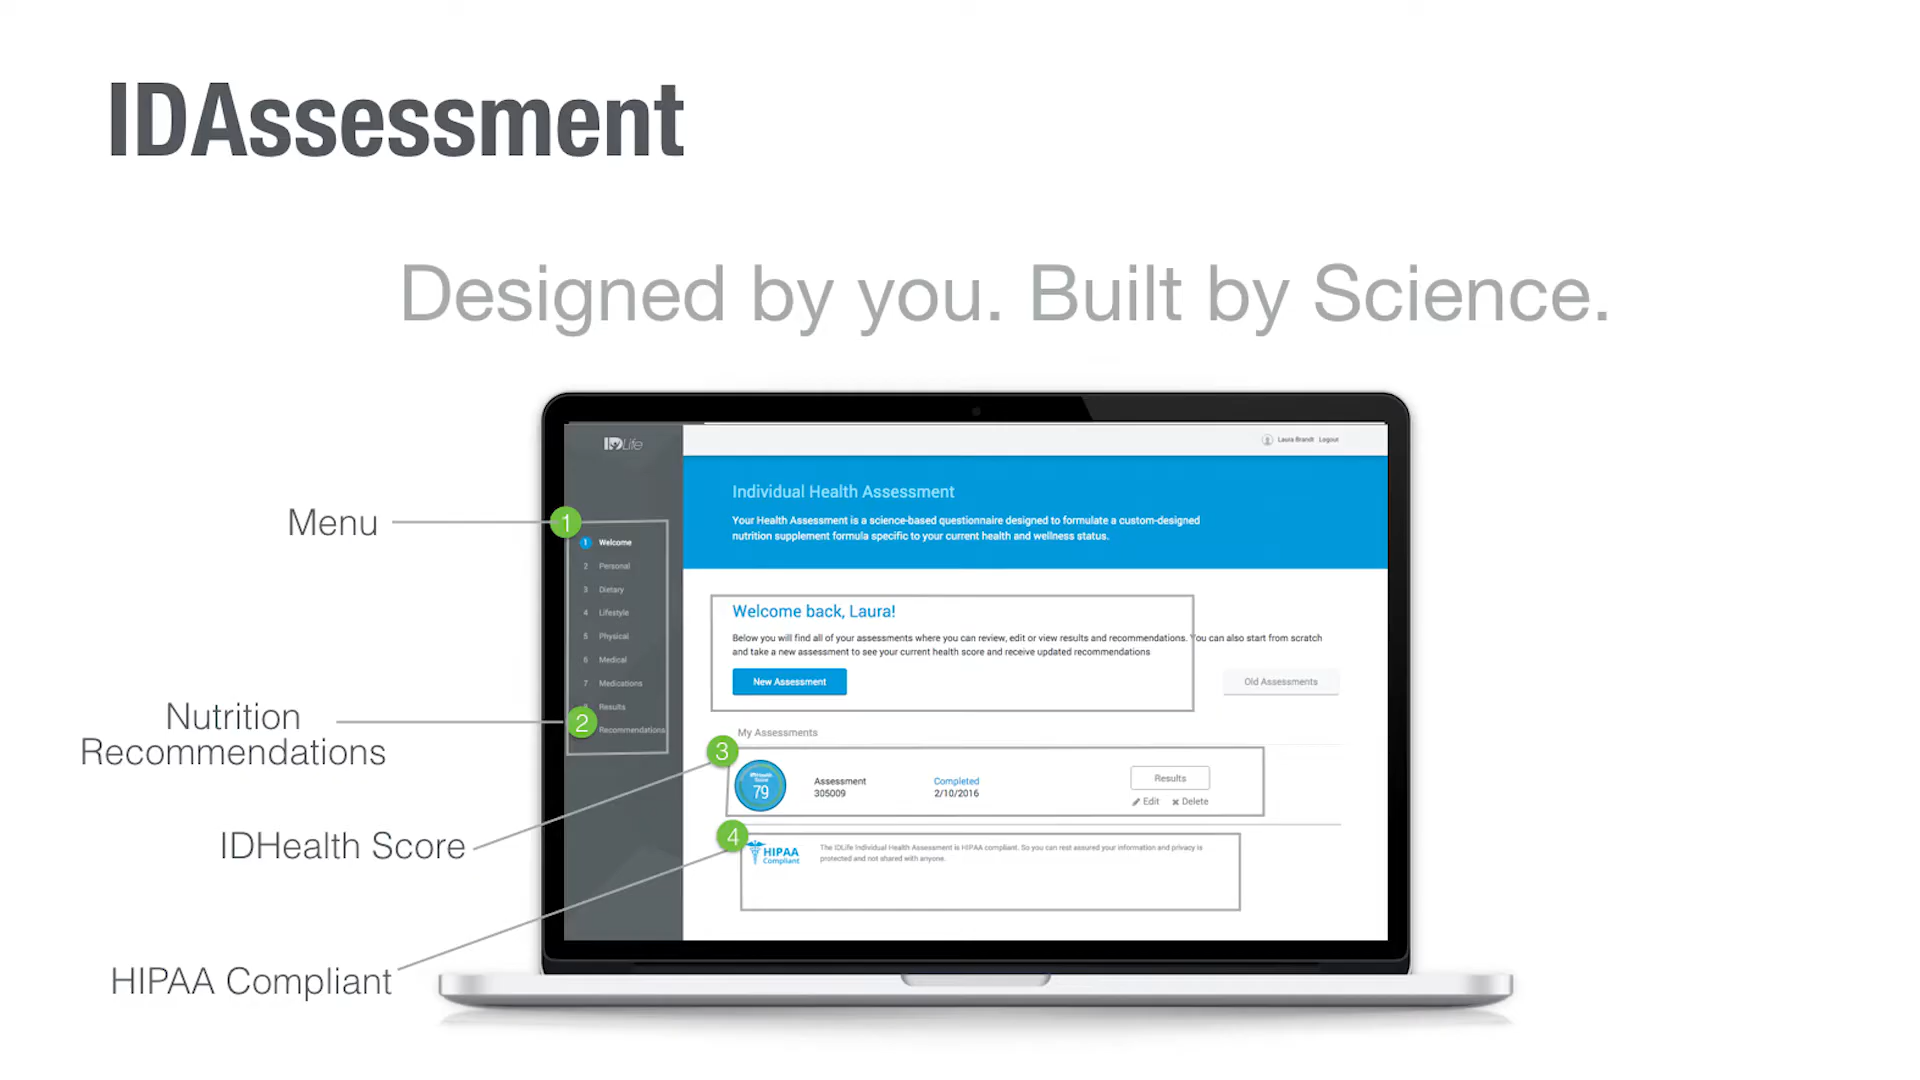 IDAssessment
Designed by you. Built by Science.
IDLife
Laura Brandt Logout
Individual Health Assessment
Your Health Assessment is a science-based questionnaire designed to formulate a custom-designed
nutrition supplement formula specific to your current health and wellness status.
Menu
1
1 Welcome
2 Personal
3 Dietary
4 Lifestyle
5 Physical
6 Medical
7 Medications
Results
Nutrition
Recommendations
2
Recommendations
Welcome back, Laura!
Below you will find all of your assessments where you can review, edit or view results and recommendations. You can also start from scratch
and take a new assessment to see your current health score and receive updated recommendations
New Assessment
Old Assessments
My Assessments
IDHealth Score
3
IDHealth
Score
79
Assessment
305009
Completed
2/10/2016
Results
Edit
Delete
HIPAA Compliant
4
HIPAA
Compliant
The IDLife Individual Health Assessment is HIPAA compliant. So you can rest assured your information and privacy is
protected and not shared with anyone.